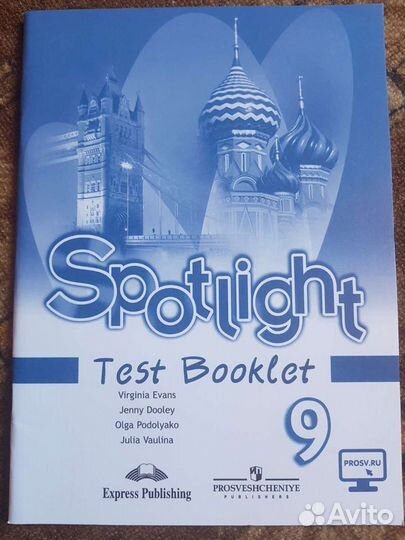 Spotlight
Test Booklet
Virginia Evans
Jenny Dooley
Olga Podolyako
Julia Vaulina
9
PROSV.RU
Express Publishing
PROSVESHCHENIYE
PUBLISHERS
Avito